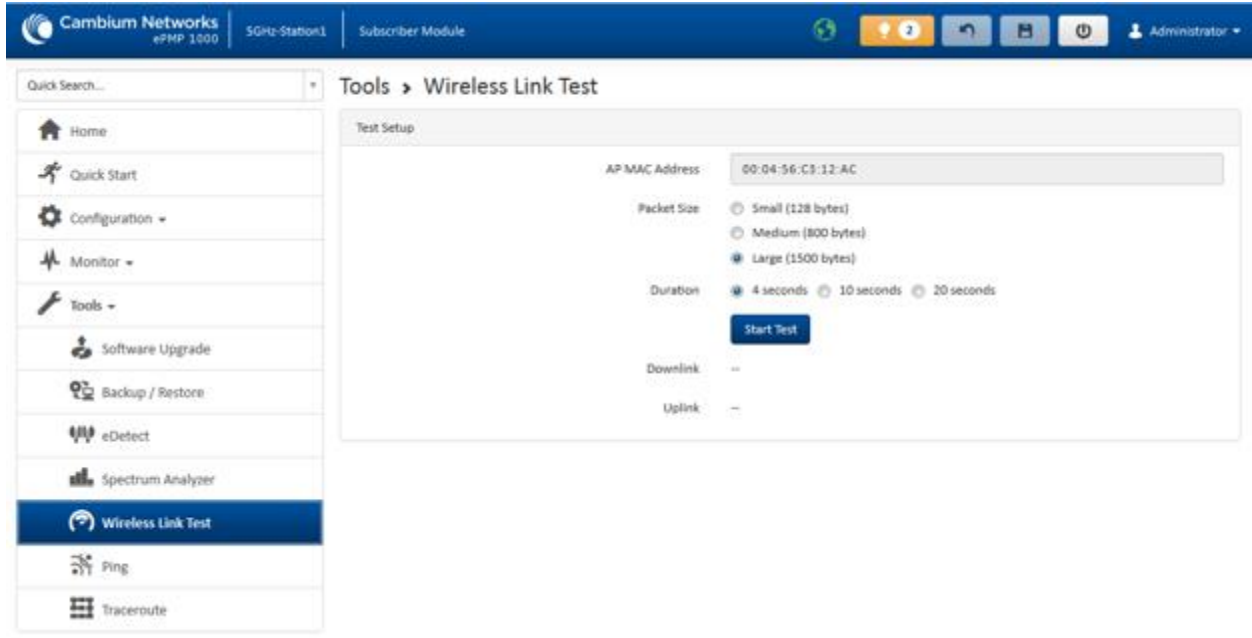 Cambium Networks
ePMP 1000
5GHz-Station1
Subscriber Module
2
Administrator
Quick Search...
Tools > Wireless Link Test
Home
Quick Start
Configuration
Monitor
Tools
Software Upgrade
Backup / Restore
eDetect
Spectrum Analyzer
Wireless Link Test
Ping
Traceroute
Test Setup
AP MAC Address 00:04:56:C3:12:AC
Packet Size Small (128 bytes)
Medium (800 bytes)
Large (1500 bytes)
Duration 4 seconds 10 seconds 20 seconds
Start Test
Downlink --
Uplink --